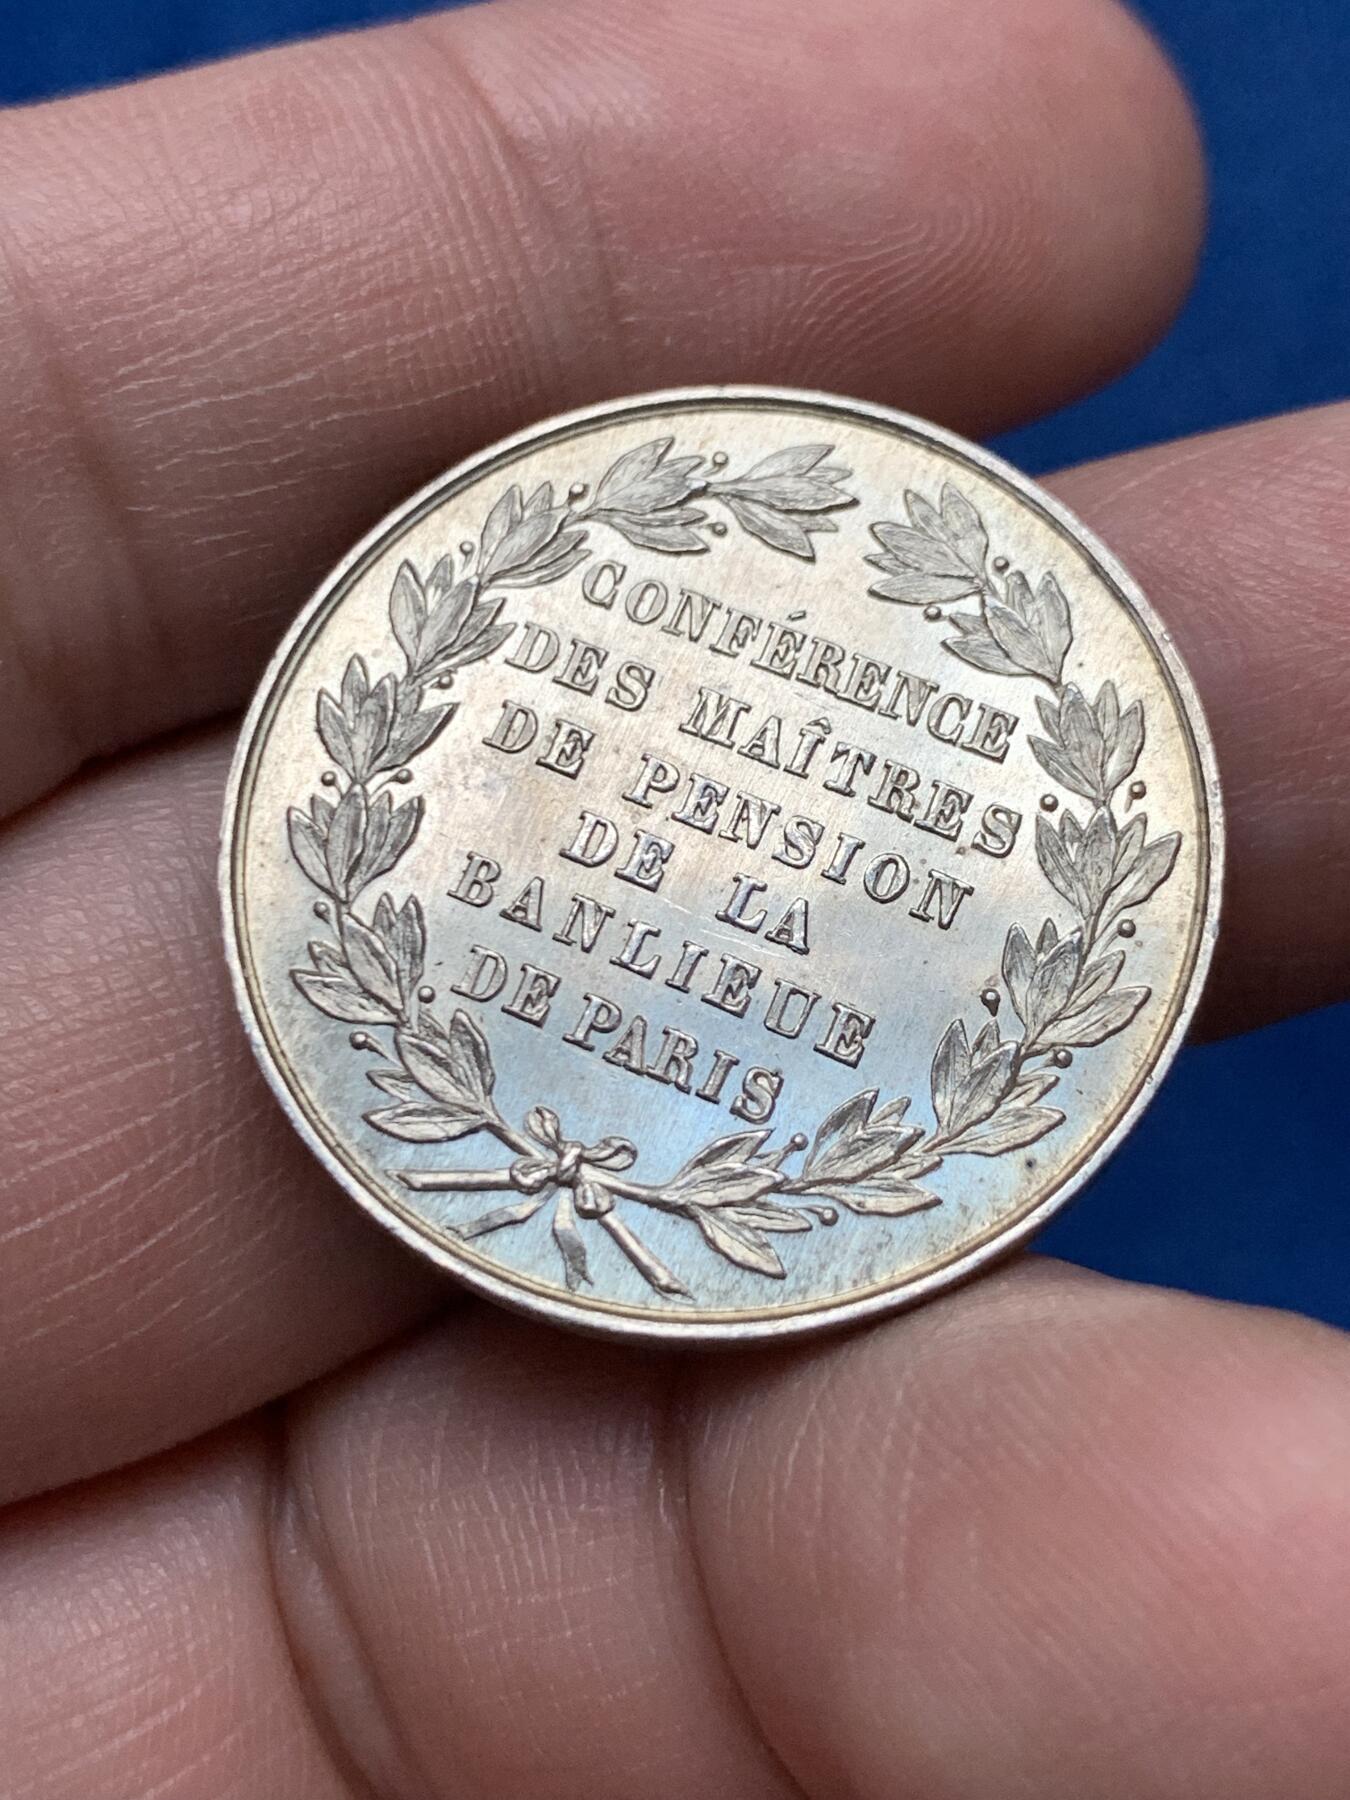 CONFÉRENCE
DES MAÎTRES
DE PENSION
DE LA
BANLIEUE
DE PARIS